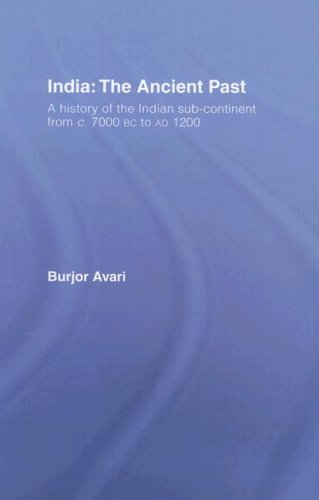 India: The Ancient Past
A history of the Indian sub-continent
from c. 7000 BC to AD 1200
Burjor Avari